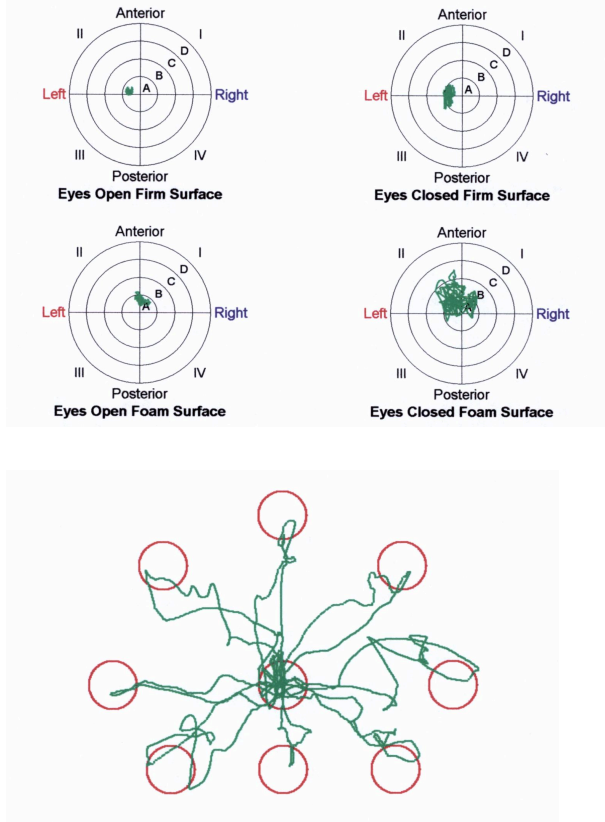 Anterior
II I
D
C
B
A
Left Right
III IV
Posterior
Eyes Open Firm Surface
Anterior
II I
D
C
B
A
Left Right
III IV
Posterior
Eyes Closed Firm Surface
Anterior
II I
D
C
B
A
Left Right
III IV
Posterior
Eyes Open Foam Surface
Anterior
II I
D
C
B
A
Left Right
III IV
Posterior
Eyes Closed Foam Surface